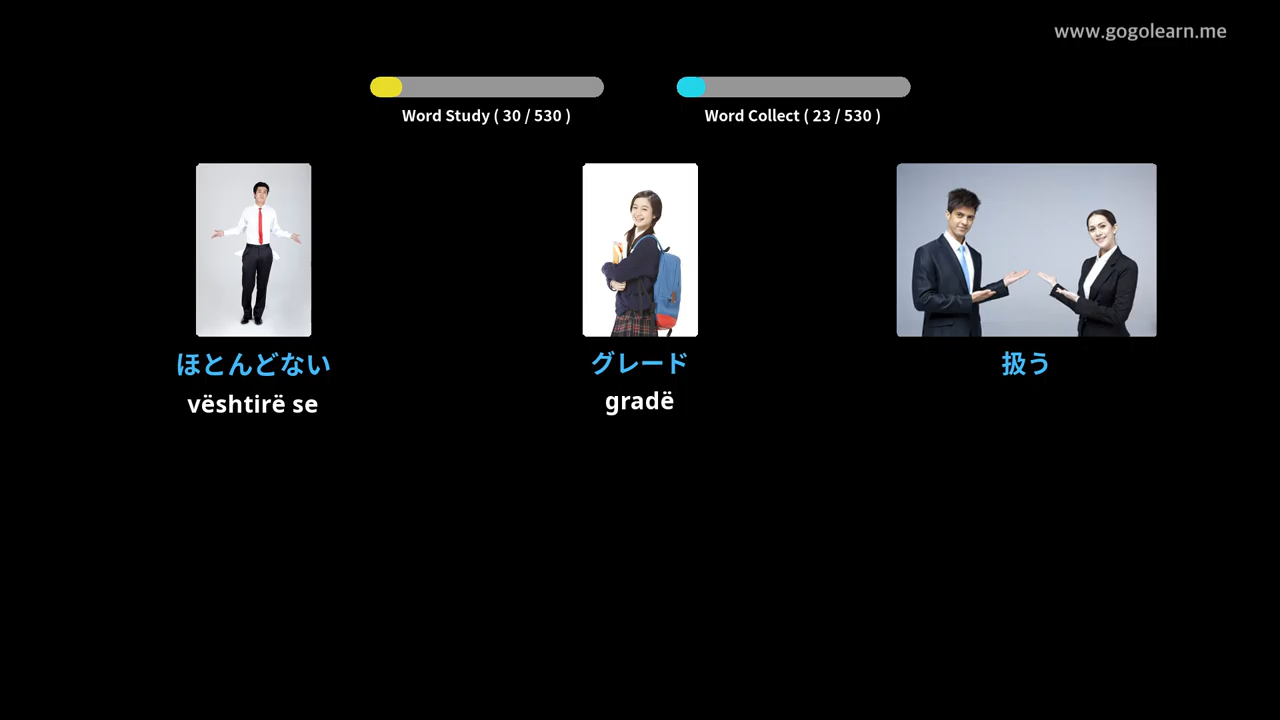 www.gogolearn.me
Word Study ( 30 / 530 )
Word Collect ( 23 / 530 )
ほとんどない
vështirë se
グレード
gradë
扱う